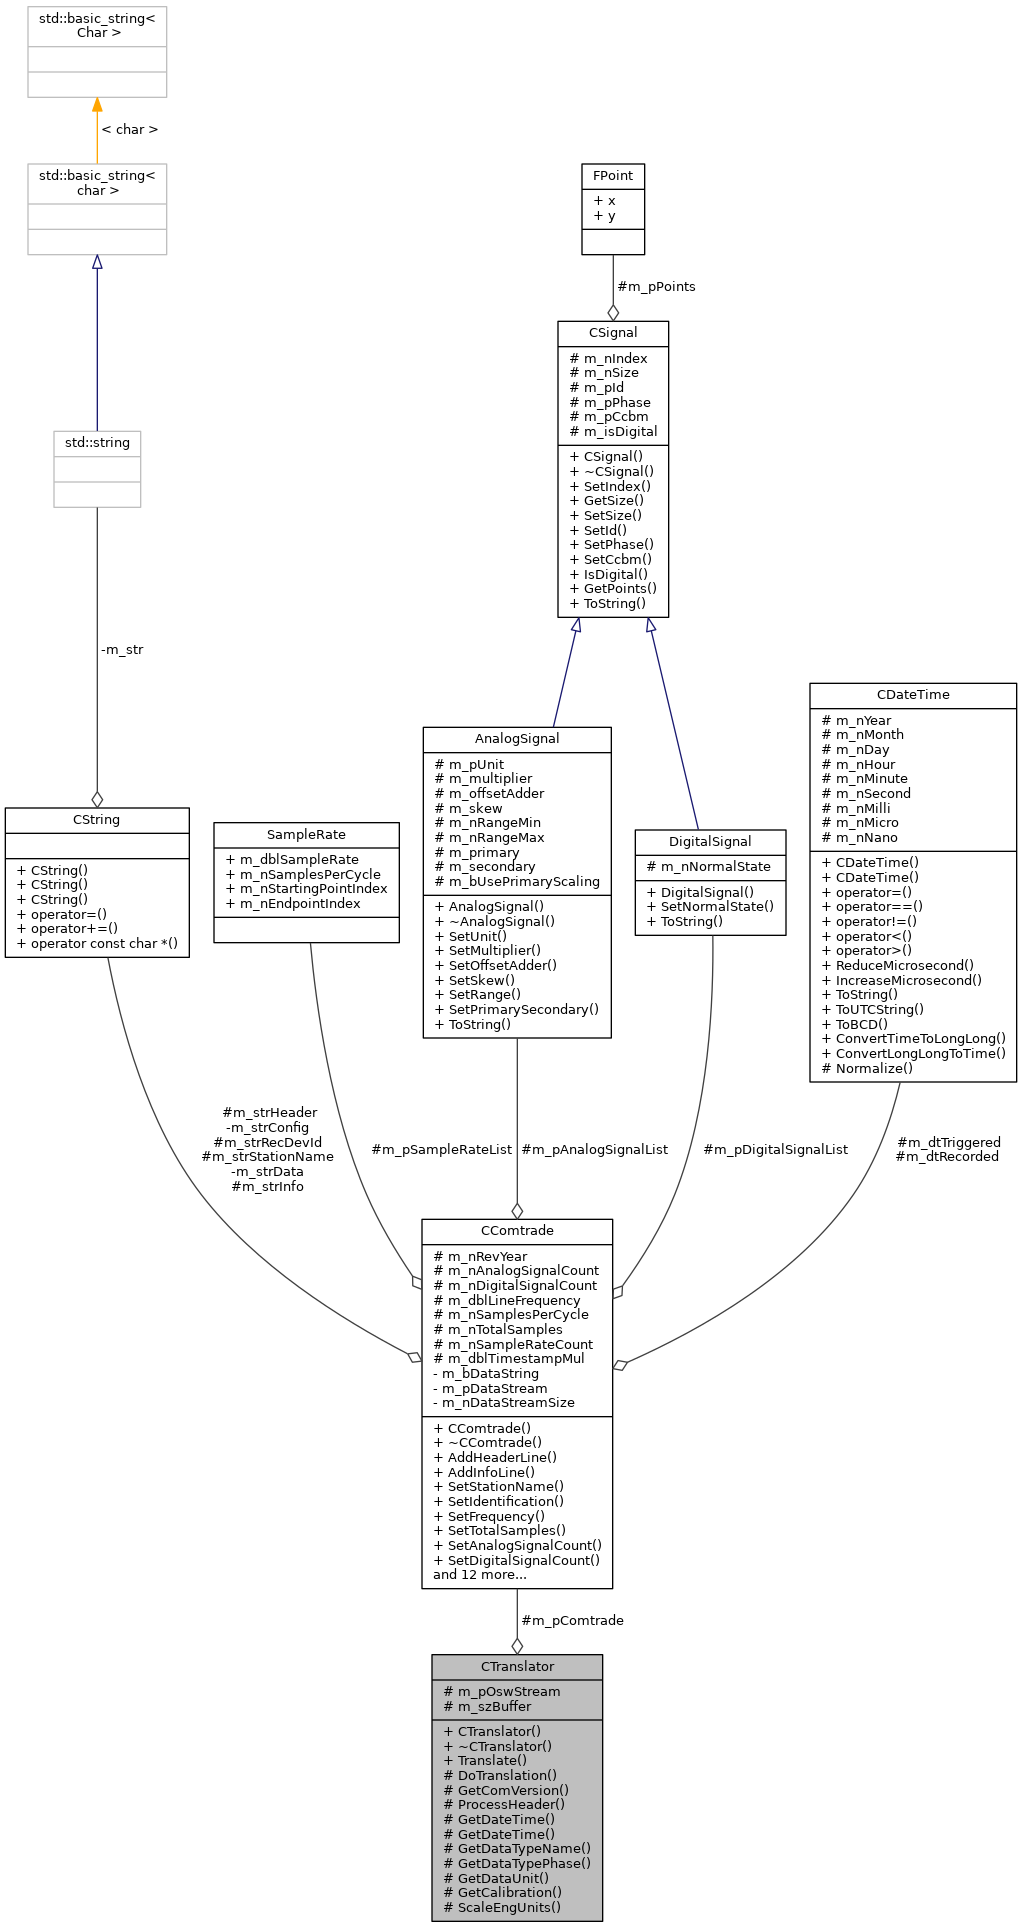 std::basic_string<
Char >
< char >
std::basic_string<
char >
std::string
-m_str
FPoint
+ x
+ y
#m_pPoints
CSignal
# m_nIndex
# m_nSize
# m_pId
# m_pPhase
# m_pCcbm
# m_isDigital
+ CSignal()
+ ~CSignal()
+ SetIndex()
+ GetSize()
+ SetSize()
+ SetId()
+ SetPhase()
+ SetCcbm()
+ IsDigital()
+ GetPoints()
+ ToString()
CString
+ CString()
+ CString()
+ CString()
+ operator=()
+ operator+=()
+ operator const char *()
SampleRate
+ m_dblSampleRate
+ m_nSamplesPerCycle
+ m_nStartingPointIndex
+ m_nEndpointIndex
AnalogSignal
# m_pUnit
# m_multiplier
# m_offsetAdder
# m_skew
# m_nRangeMin
# m_nRangeMax
# m_primary
# m_secondary
# m_bUsePrimaryScaling
+ AnalogSignal()
+ ~AnalogSignal()
+ SetUnit()
+ SetMultiplier()
+ SetOffsetAdder()
+ SetSkew()
+ SetRange()
+ SetPrimarySecondary()
+ ToString()
DigitalSignal
# m_nNormalState
+ DigitalSignal()
+ SetNormalState()
+ ToString()
CDateTime
# m_nYear
# m_nMonth
# m_nDay
# m_nHour
# m_nMinute
# m_nSecond
# m_nMilli
# m_nMicro
# m_nNano
+ CDateTime()
+ CDateTime()
+ operator=()
+ operator==()
+ operator!=()
+ operator<()
+ operator>()
+ ReduceMicrosecond()
+ IncreaseMicrosecond()
+ ToString()
+ ToUTCString()
+ ToBCD()
+ ConvertTimeToLongLong()
+ ConvertLongLongToTime()
# Normalize()
#m_strHeader
-m_strConfig
#m_strRecDevId
#m_strStationName
-m_strData
#m_strInfo
#m_pSampleRateList
#m_pAnalogSignalList
#m_pDigitalSignalList
#m_dtTriggered
#m_dtRecorded
CComtrade
# m_nRevYear
# m_nAnalogSignalCount
# m_nDigitalSignalCount
# m_dblLineFrequency
# m_nSamplesPerCycle
# m_nTotalSamples
# m_nSampleRateCount
# m_dblTimestampMul
- m_bDataString
- m_pDataStream
- m_nDataStreamSize
+ CComtrade()
+ ~CComtrade()
+ AddHeaderLine()
+ AddInfoLine()
+ SetStationName()
+ SetIdentification()
+ SetFrequency()
+ SetTotalSamples()
+ SetAnalogSignalCount()
+ SetDigitalSignalCount()
and 12 more...
#m_pComtrade
CTranslator
# m_pOswStream
# m_szBuffer
+ CTranslator()
+ ~CTranslator()
+ Translate()
# DoTranslation()
# GetComVersion()
# ProcessHeader()
# GetDateTime()
# GetDateTime()
# GetDataTypeName()
# GetDataTypePhase()
# GetDataUnit()
# GetCalibration()
# ScaleEngUnits()